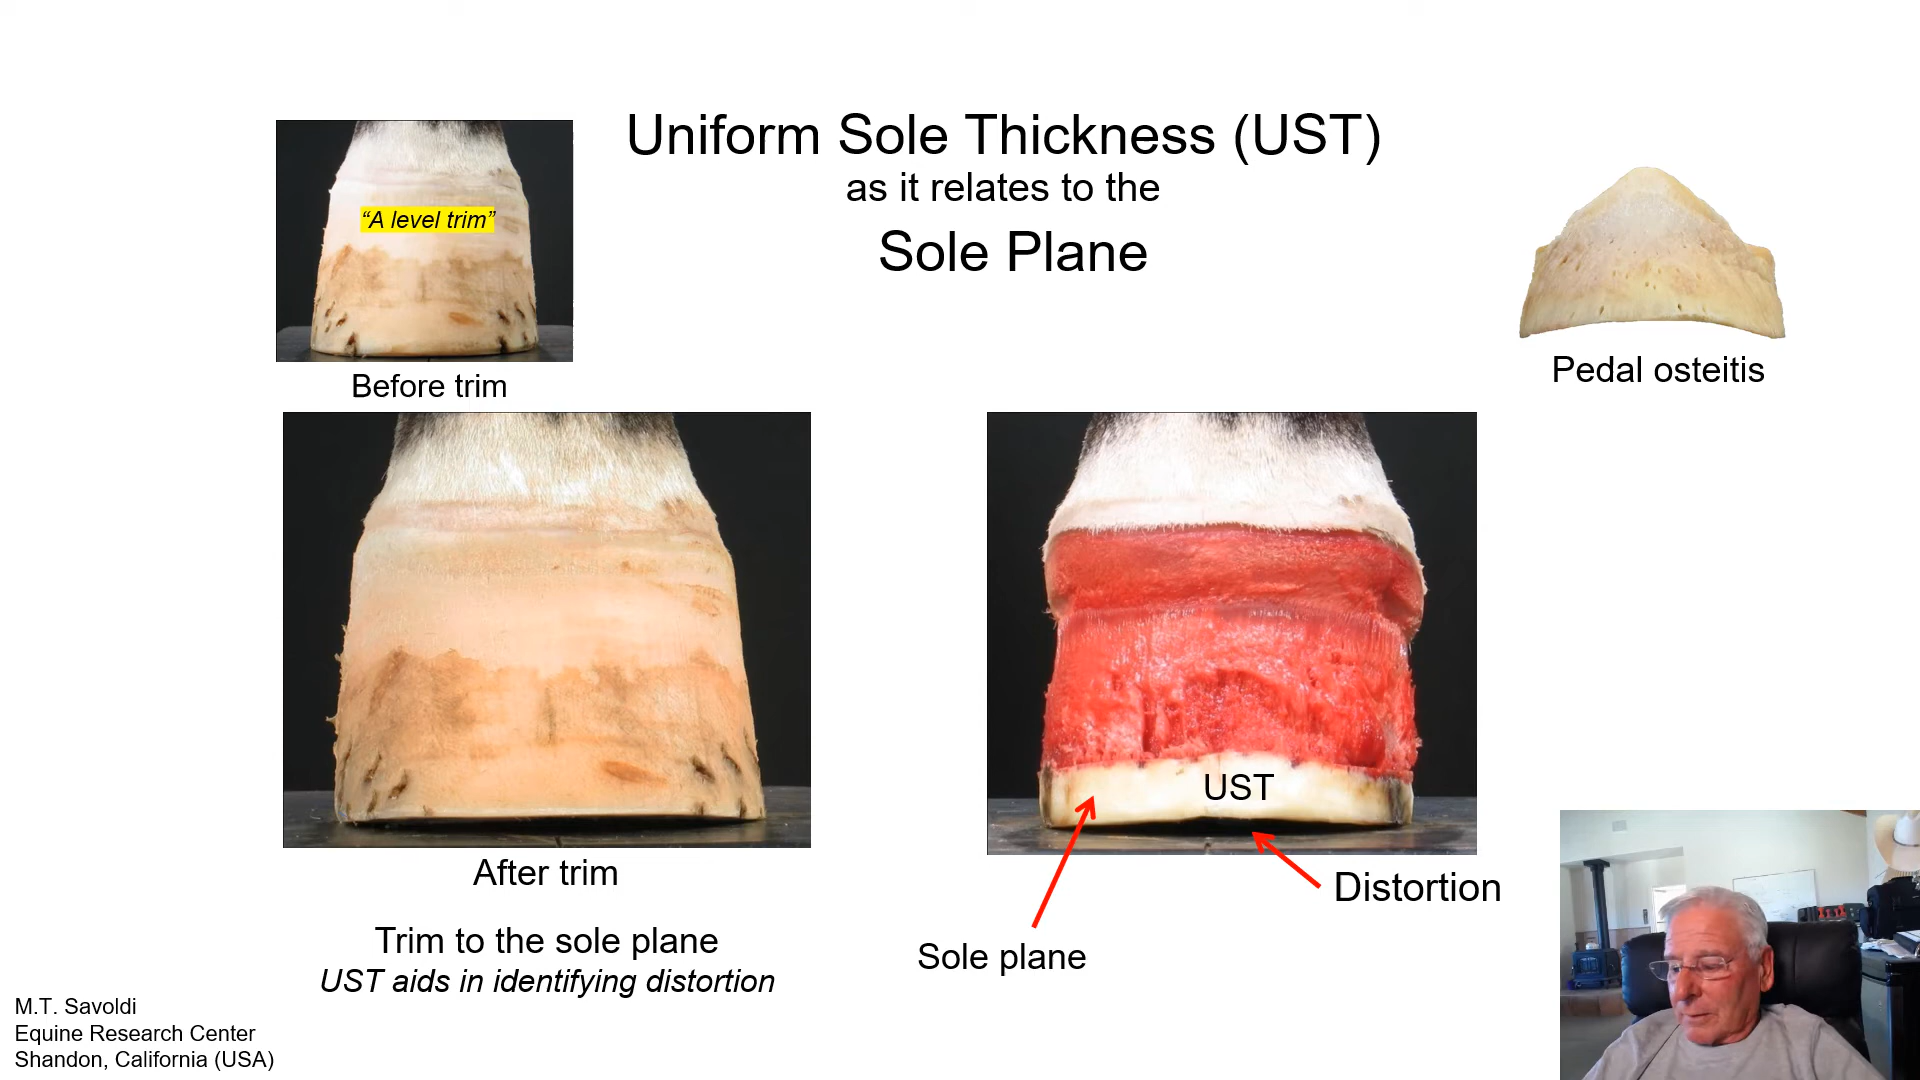 Uniform Sole Thickness (UST)
as it relates to the
Sole Plane
“A level trim”
Before trim
Pedal osteitis
UST
After trim
Distortion
Trim to the sole plane
Sole plane
UST aids in identifying distortion
M.T. Savoldi
Equine Research Center
Shandon, California (USA)